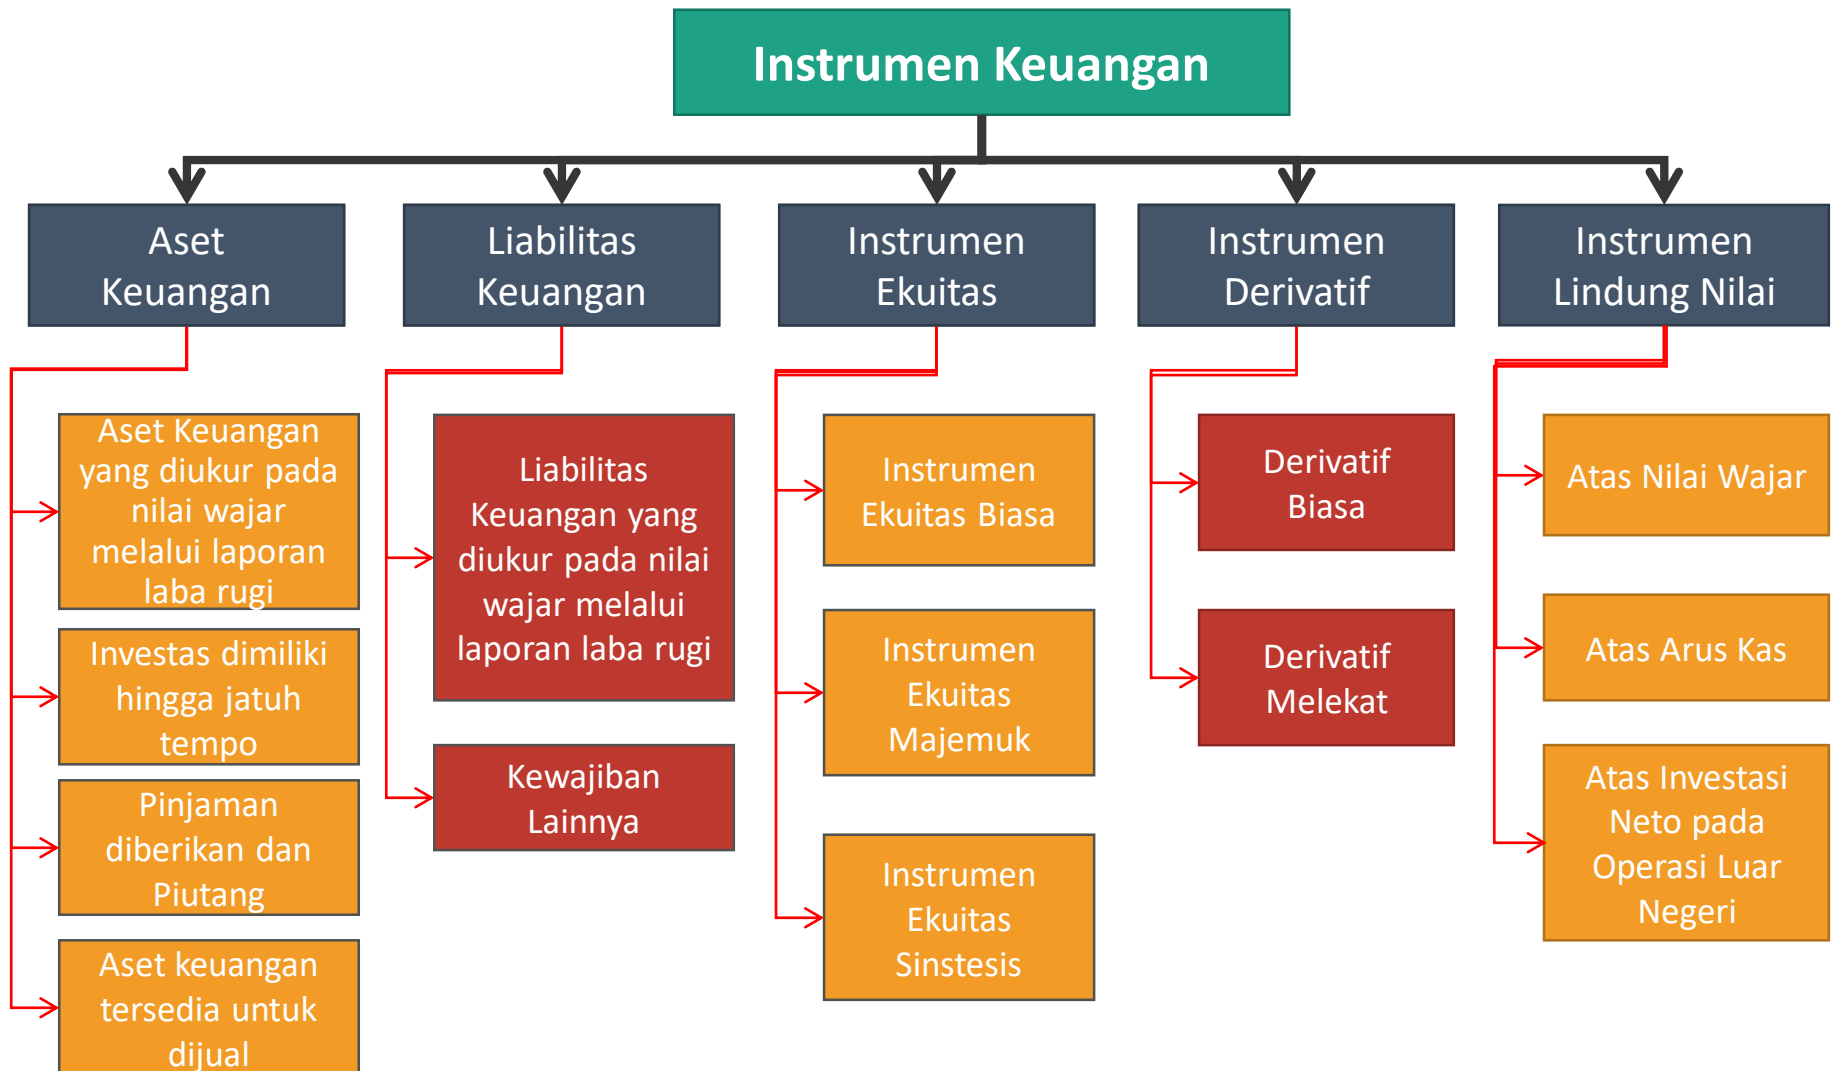 Instrumen Keuangan
Aset
Keuangan
Liabilitas
Keuangan
Instrumen
Ekuitas
Instrumen
Derivatif
Instrumen
Lindung Nilai
Aset Keuangan
yang diukur pada
nilai wajar
melalui laporan
laba rugi
Investas dimiliki
hingga jatuh
tempo
Pinjaman
diberikan dan
Piutang
Aset keuangan
tersedia untuk
dijual
Liabilitas
Keuangan yang
diukur pada nilai
wajar melalui
laporan laba rugi
Kewajiban
Lainnya
Instrumen
Ekuitas Biasa
Instrumen
Ekuitas
Majemuk
Instrumen
Ekuitas
Sinstesis
Derivatif
Biasa
Derivatif
Melekat
Atas Nilai Wajar
Atas Arus Kas
Atas Investasi
Neto pada
Operasi Luar
Negeri